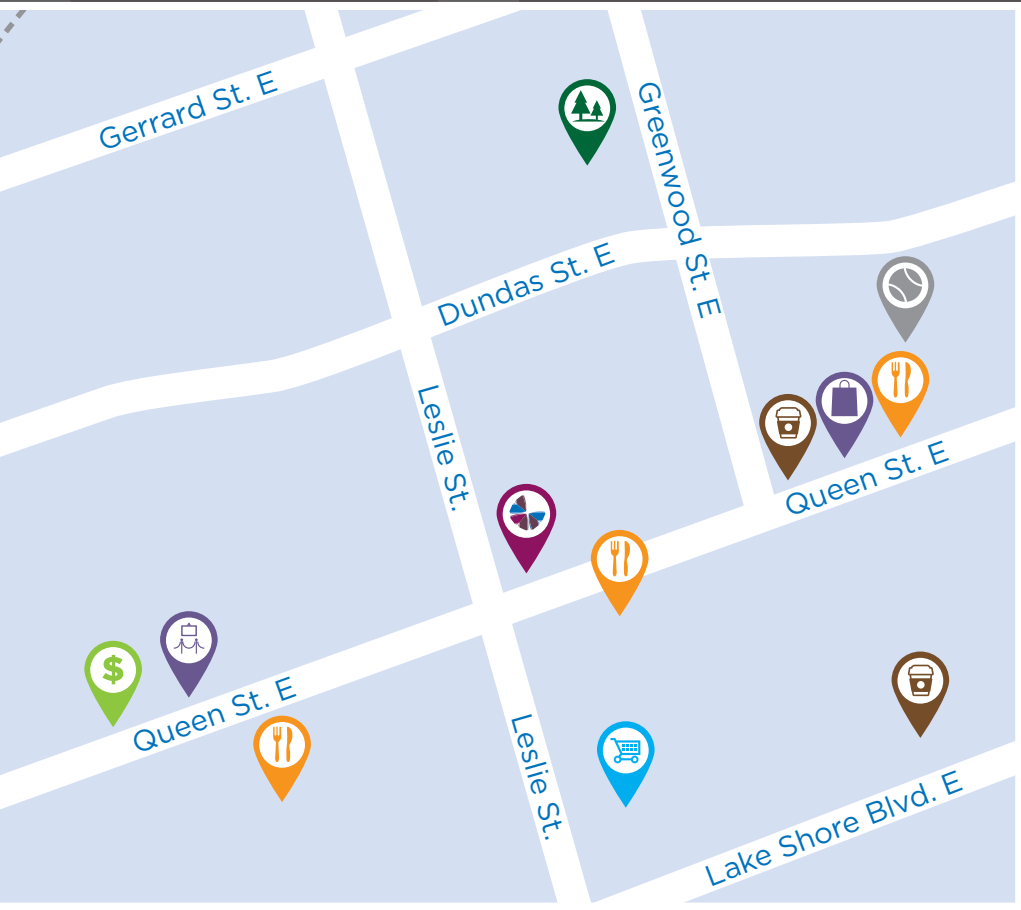 Gerrard St. E
Greenwood St. E
Dundas St. E
Leslie St.
Queen St. E
$
Queen St. E
Leslie St.
Lake Shore Blvd. E